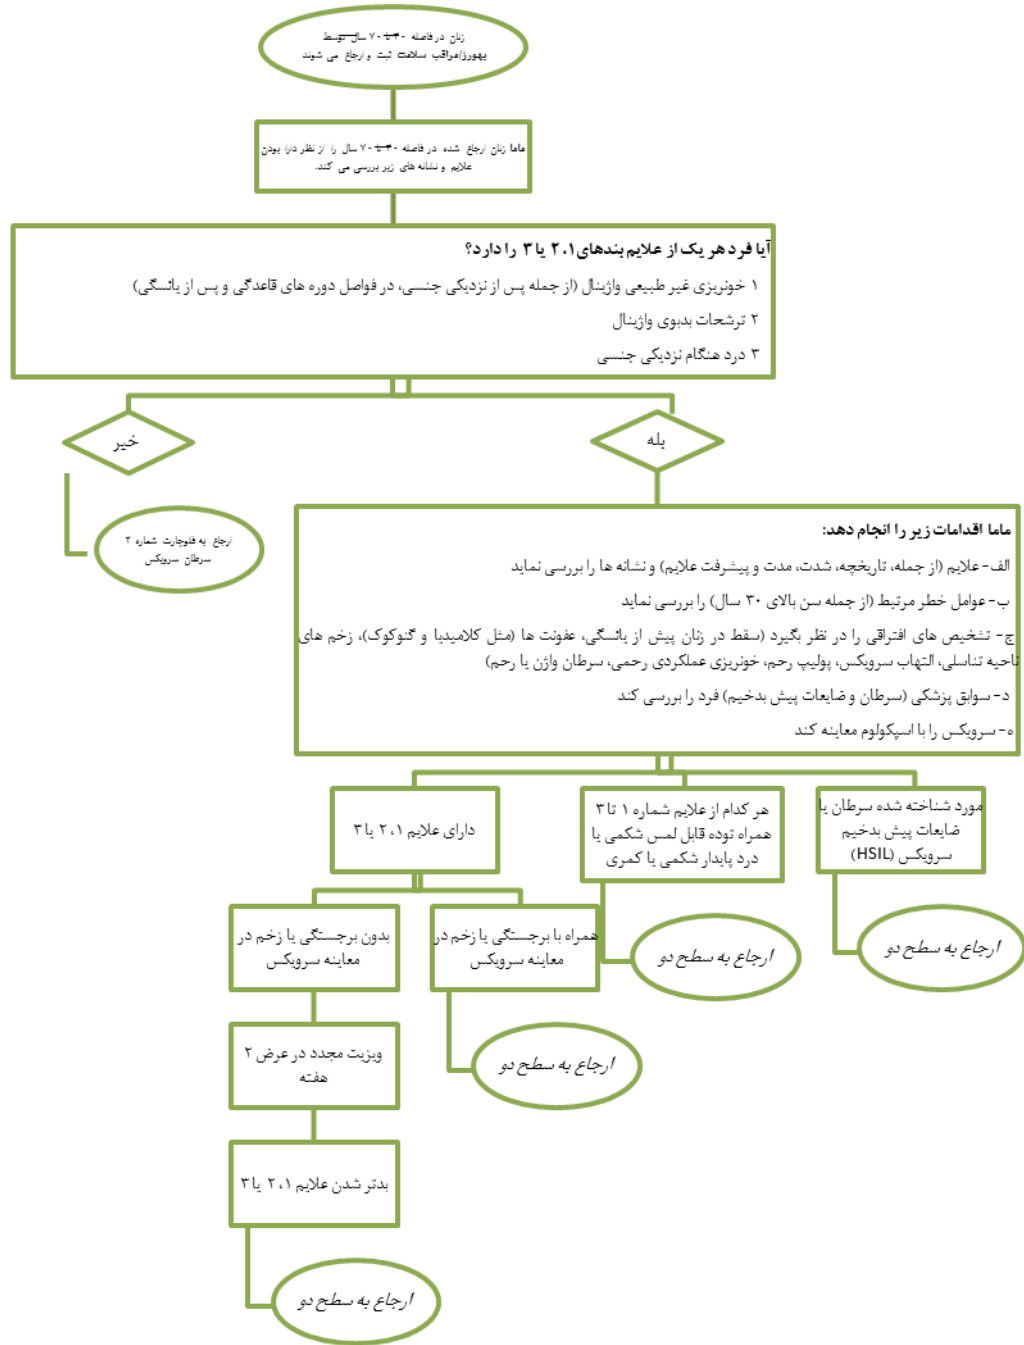 زنان در فاصله ۳۰ تا ۷۰ سال توسط
بهورز/مراقب سلامت ثبت و ارجاع می شوند
ماما زنان ارجاع شده در فاصله ۳۰ تا ۷۰ سال را از نظر دارا بودن
علایم و نشانه های زیر بررسی می کند.
آیا فرد هر یک از علایم بندهای ۱، ۲ یا ۳ را دارد؟
۱ خونریزی غیر طبیعی واژینال (از جمله پس از نزدیکی جنسی، در فواصل دوره های قاعدگی و پس از یائسگی)
۲ ترشحات بدبوی واژینال
۳ درد هنگام نزدیکی جنسی
بله
خیر
ارجاع به فلوچارت شماره ۲
سرطان سرویکس
ماما اقدامات زیر را انجام دهد:
الف- علایم (از جمله، تاریخچه، شدت، مدت و پیشرفت علایم) و نشانه ها را بررسی نماید
ب- عوامل خطر مرتبط (از جمله سن بالای ۳۰ سال) را بررسی نماید
ج- تشخیص های افتراقی را در نظر بگیرد (سقط در زنان پیش از یائسگی، عفونت ها (مثل کلامیدیا و گنوکوک)، زخم های
ناحیه تناسلی، التهاب سرویکس، پولیپ رحم، خونریزی عملکردی رحمی، سرطان واژن یا رحم)
د- سوابق پزشکی (سرطان و ضایعات پیش بدخیم) فرد را بررسی کند
ه- سرویکس را با اسپکولوم معاینه کند
مورد شناخته شده سرطان یا
ضایعات پیش بدخیم
سرویکس (HSIL)
ارجاع به سطح دو
هر کدام از علایم شماره ۱ تا ۳
همراه توده قابل لمس شکمی یا
درد پایدار شکمی یا کمری
ارجاع به سطح دو
دارای علایم ۱، ۲ یا ۳
همراه با برجستگی یا زخم در
معاینه سرویکس
ارجاع به سطح دو
بدون برجستگی یا زخم در
معاینه سرویکس
ویزیت مجدد در عرض ۲
هفته
بدتر شدن علایم ۱، ۲ یا ۳
ارجاع به سطح دو